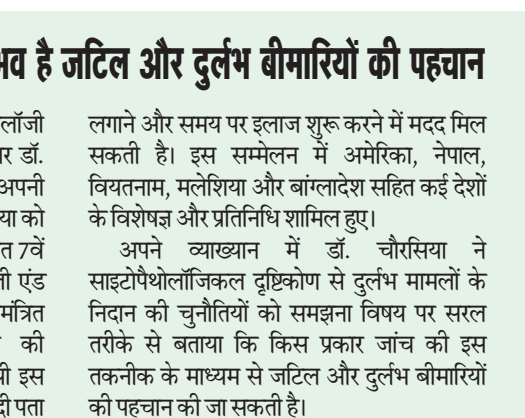 है जटिल और दुर्लभ बीमारियों की पहचान
डॉ.
अपनी
को
7वें
एंड
की
इस
पता
लगाने और समय पर इलाज शुरू करने में मदद मिल
सकती है। इस सम्मेलन में अमेरिका, नेपाल,
वियतनाम, मलेशिया और बांग्लादेश सहित कई देशों
के विशेषज्ञ और प्रतिनिधि शामिल हुए।
अपने व्याख्यान में डॉ. चौरसिया ने
साइटोपैथोलॉजिकल दृष्टिकोण से दुर्लभ मामलों के
निदान की चुनौतियों को समझना विषय पर सरल
तरीके से बताया कि किस प्रकार जांच की इस
तकनीक के माध्यम से जटिल और दुर्लभ बीमारियों
की पहचान की जा सकती है।